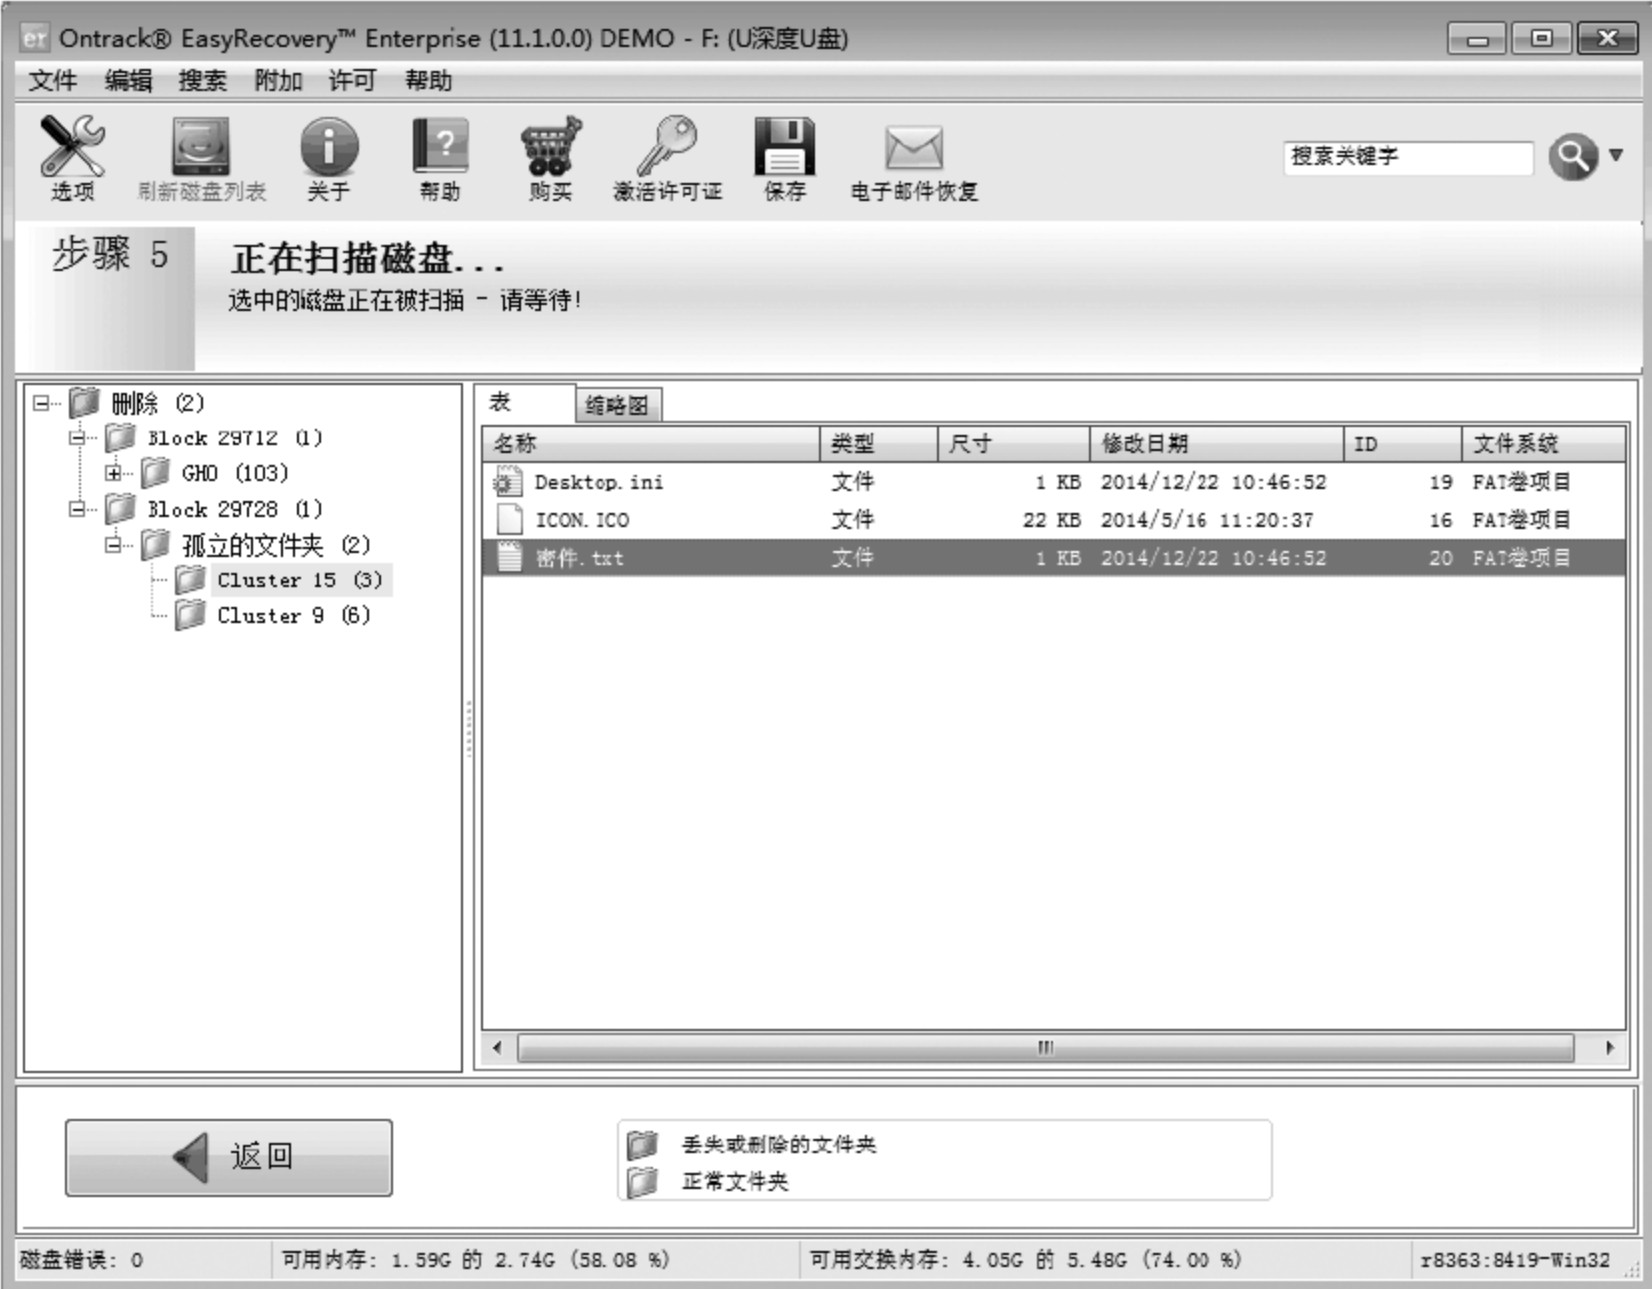 er Ontrack® EasyRecovery™ Enterprise (11.1.0.0) DEMO - F: (U深度U盘)
文件 编辑 搜索 附加 许可 帮助
选项 刷新磁盘列表 关于 帮助 购买 激活许可证 保存 电子邮件恢复 搜索关键字
步骤 5
正在扫描磁盘...
选中的磁盘正在被扫描 - 请等待!
删除 (2)
Block 29712 (1)
GHO (103)
Block 29728 (1)
孤立的文件夹 (2)
Cluster 15 (3)
Cluster 9 (6)
表 缩略图
名称 类型 尺寸 修改日期 ID 文件系统
Desktop.ini 文件 1 KB 2014/12/22 10:46:52 19 FAT卷项目
ICON.ICO 文件 22 KB 2014/5/16 11:20:37 16 FAT卷项目
密件.txt 文件 1 KB 2014/12/22 10:46:52 20 FAT卷项目
返回
丢失或删除的文件夹
正常文件夹
磁盘错误: 0 可用内存: 1.59G 的 2.74G (58.08 %) 可用交换内存: 4.05G 的 5.48G (74.00 %) r8363:8419-Win32